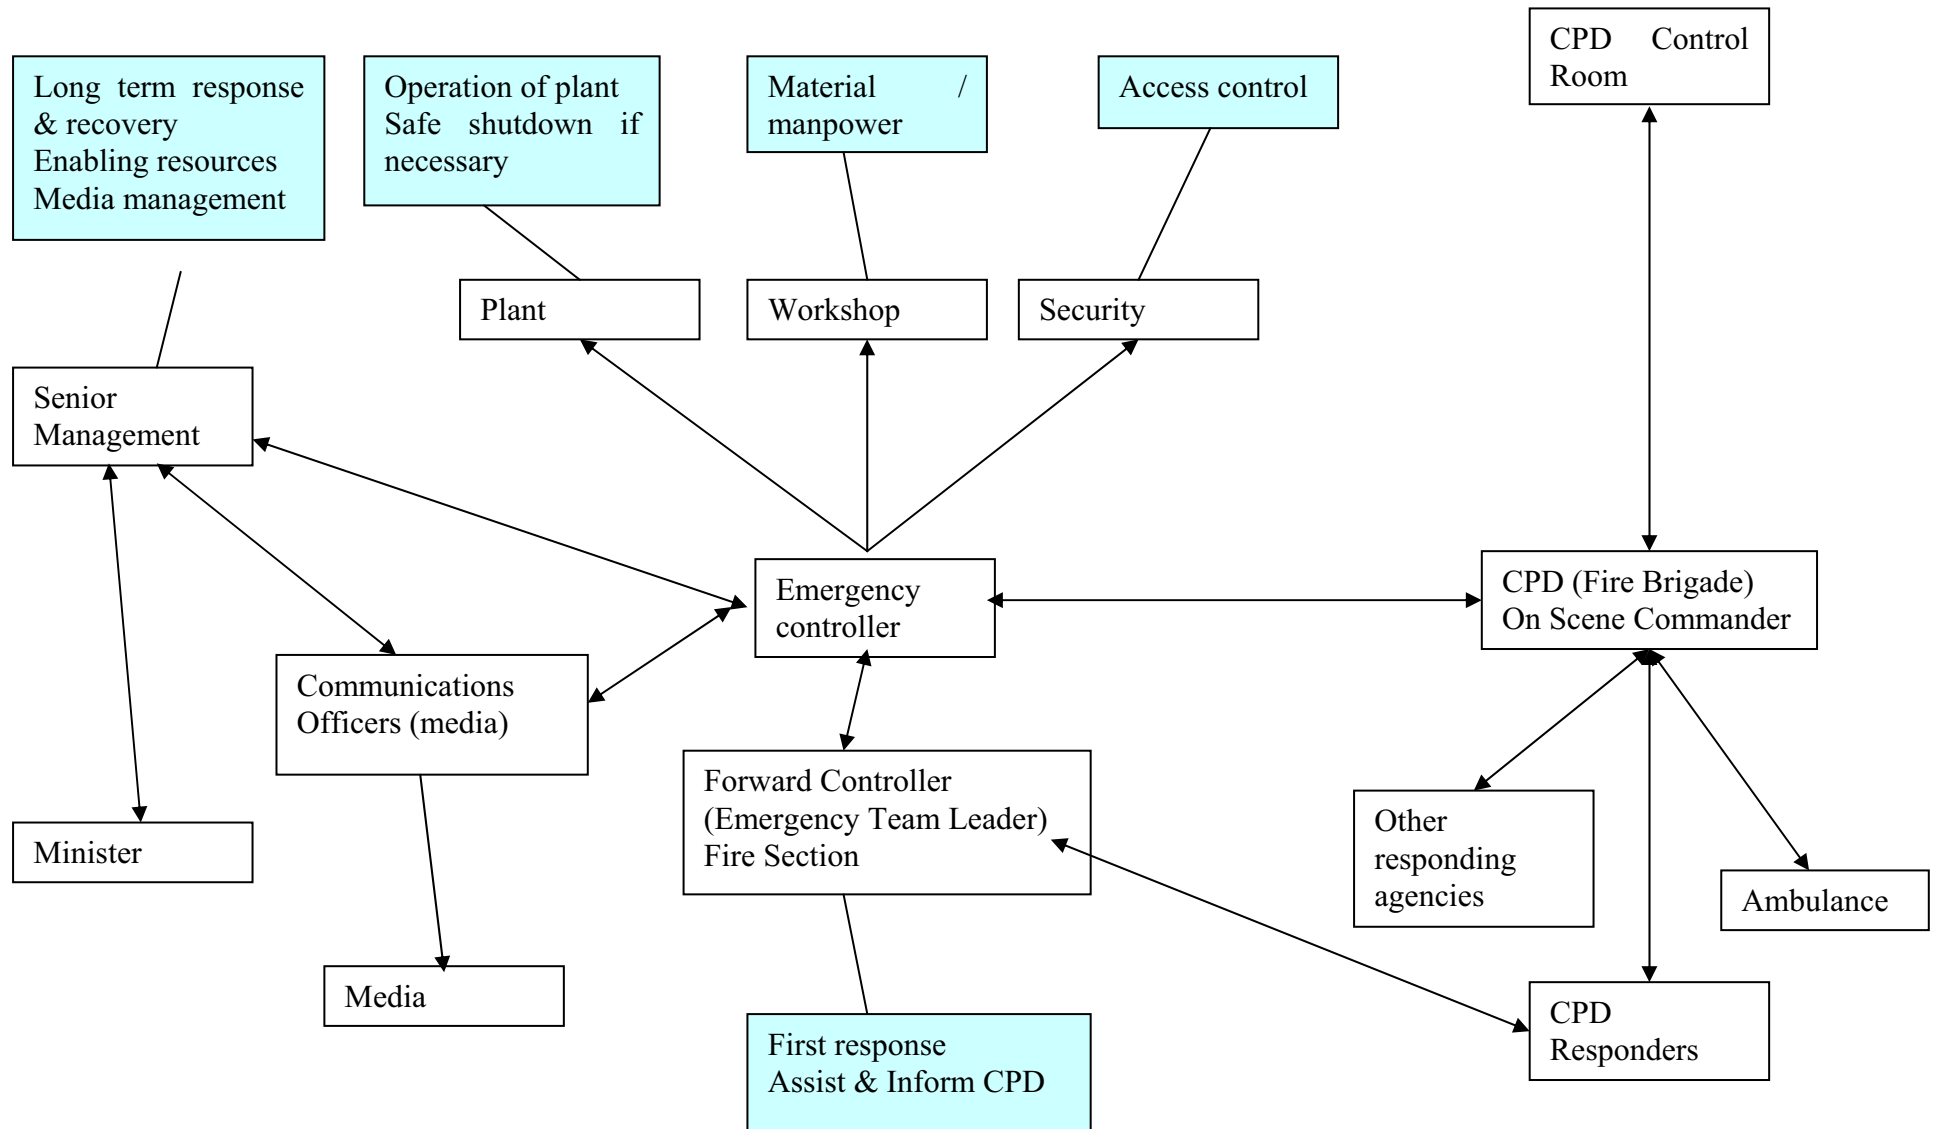 CPD Control
Room
Long term response
& recovery
Enabling resources
Media management
Operation of plant
Safe shutdown if
necessary
Material /
manpower
Access control
Plant
Workshop
Security
Senior
Management
Emergency
controller
CPD (Fire Brigade)
On Scene Commander
Communications
Officers (media)
Forward Controller
(Emergency Team Leader)
Fire Section
Other
responding
agencies
Minister
Ambulance
Media
CPD
Responders
First response
Assist & Inform CPD